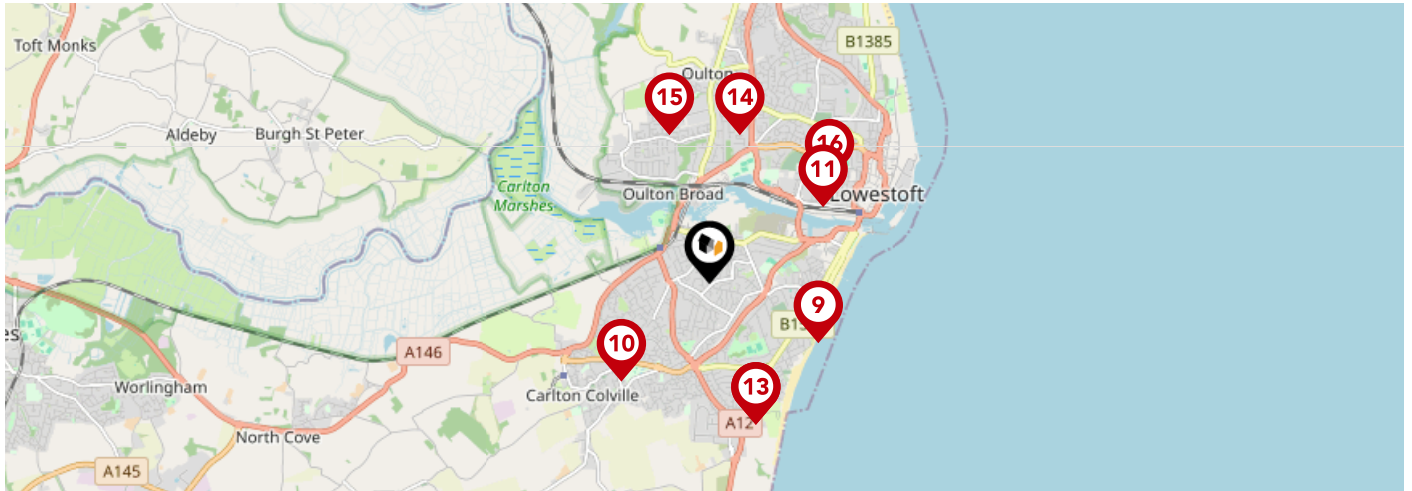 B1385
Toft Monks
Oulton
15
14
Aldeby
Burgh St Peter
16
11
Carlton
Marshes
Oulton Broad
Lowestoft
9
10
A146
Worlingham
Carlton Colville
13
A12
North Cove
A145